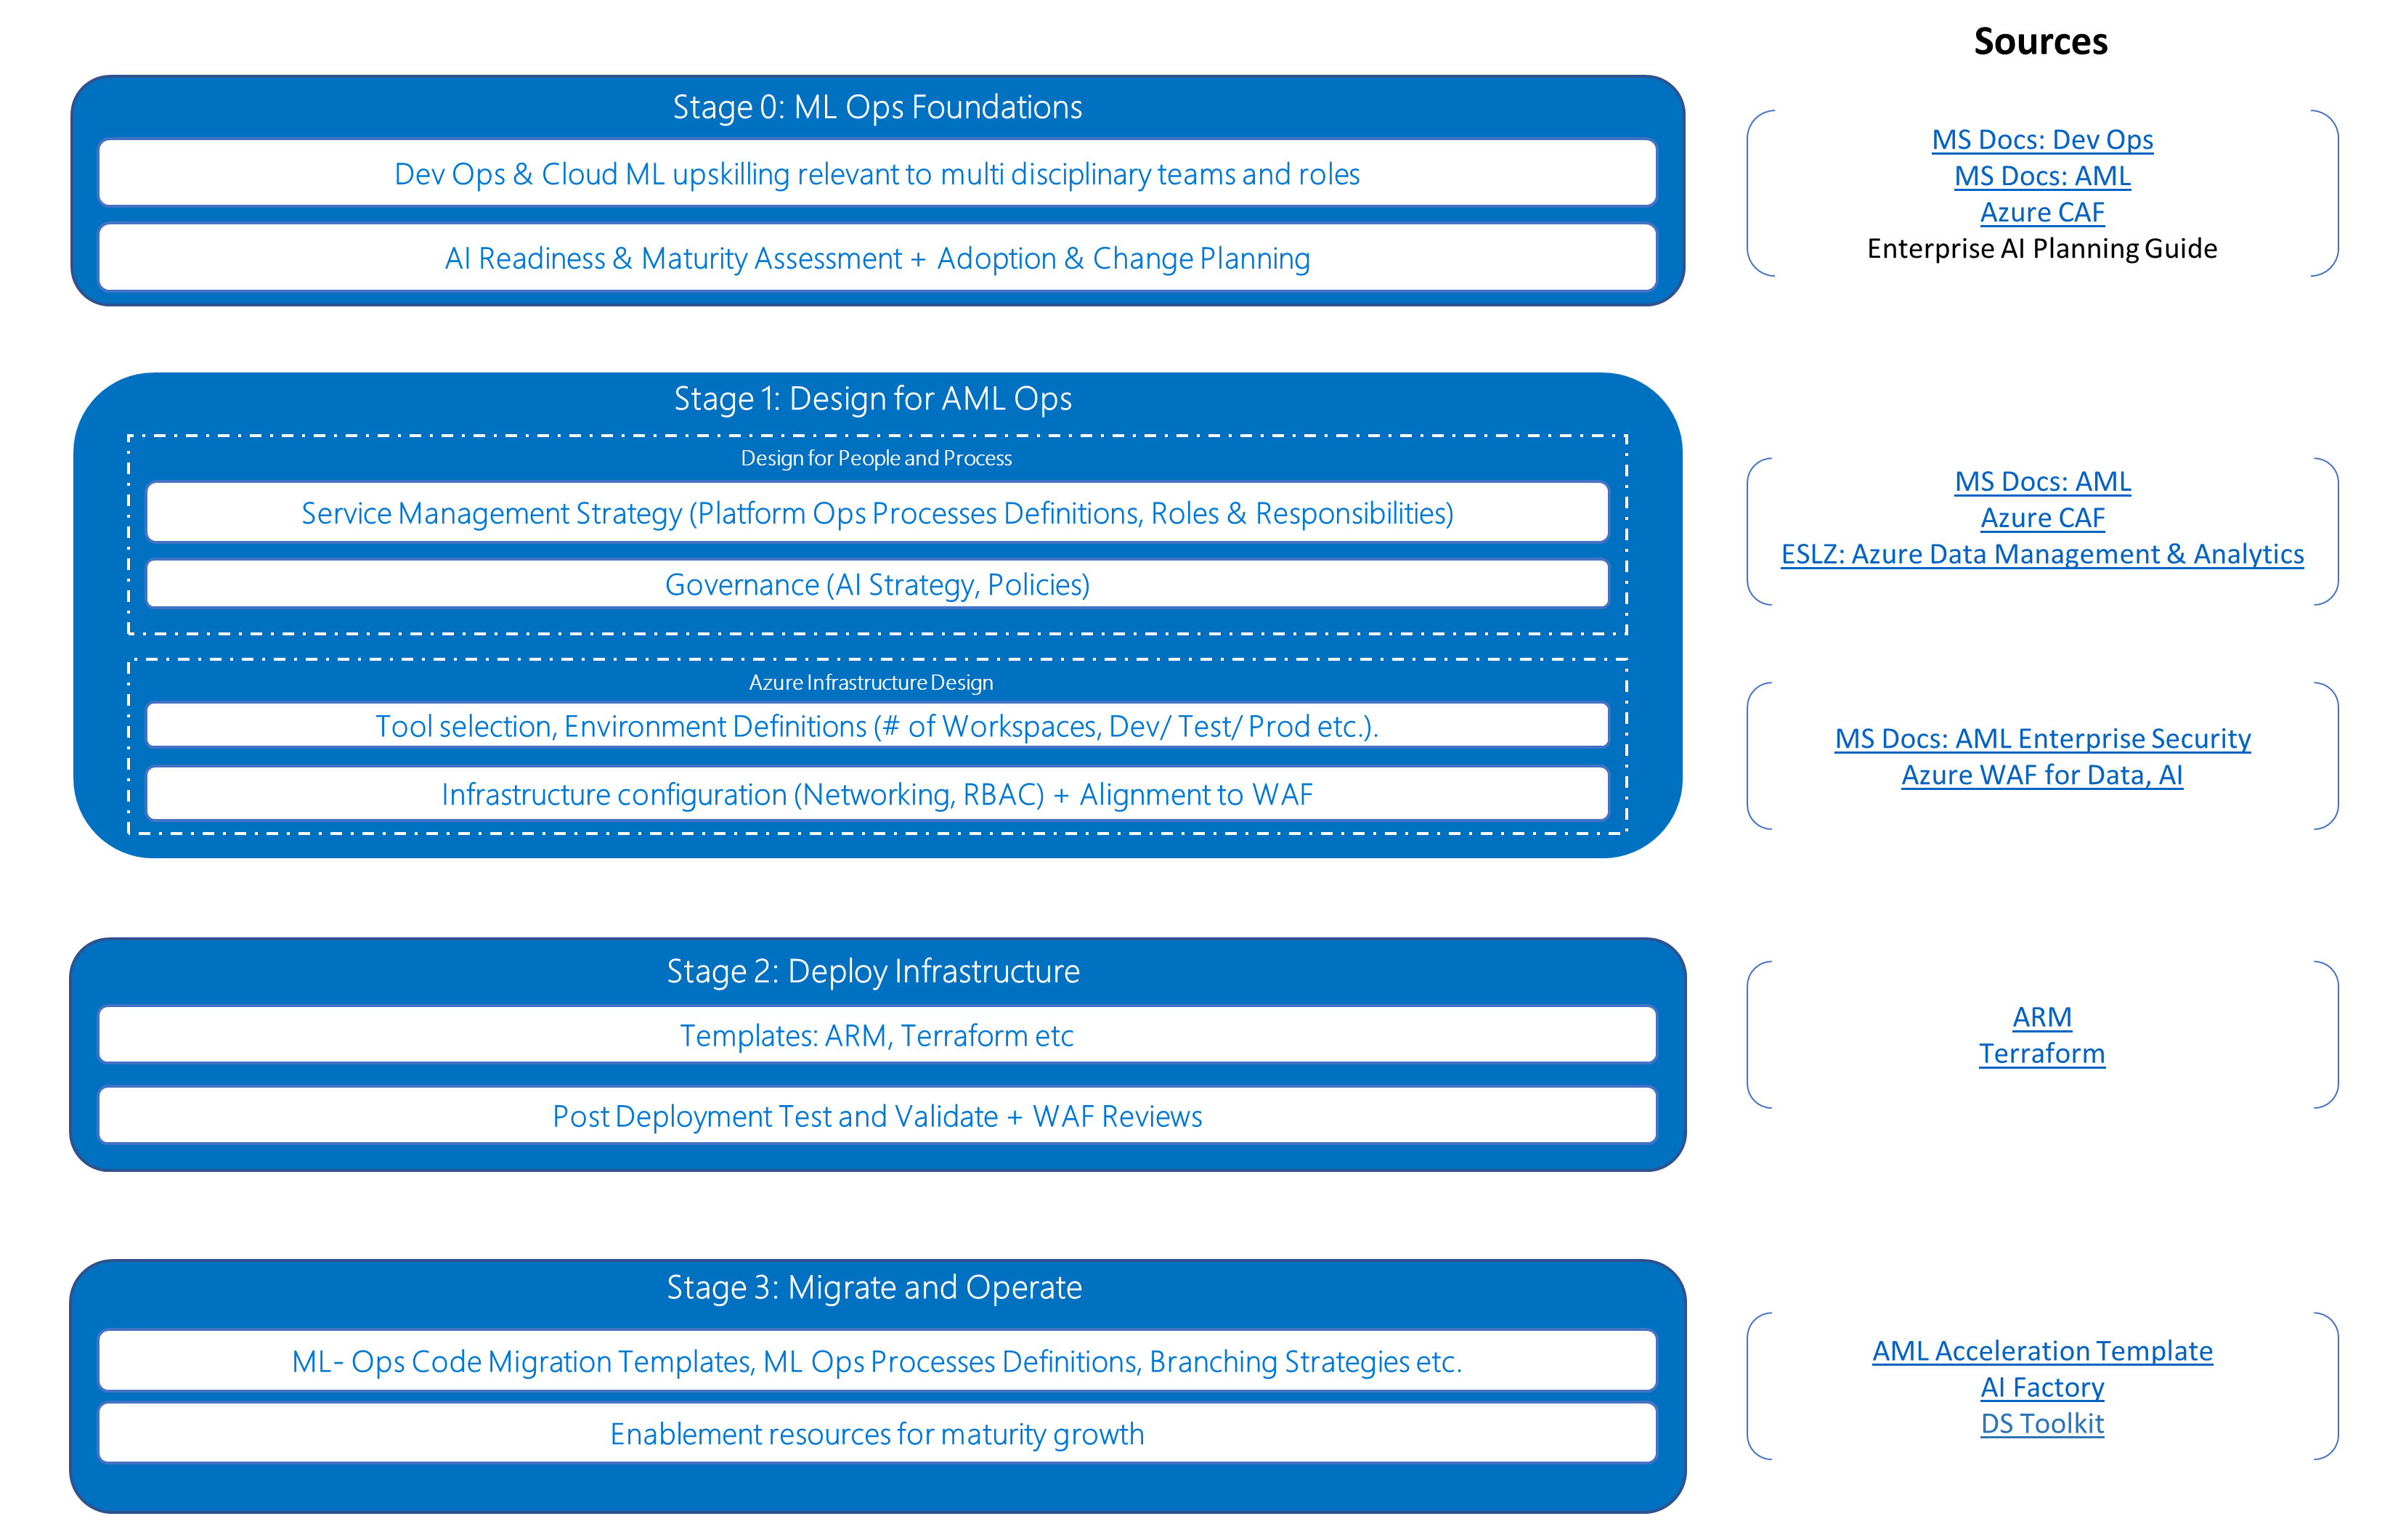 Sources
Stage 0: ML Ops Foundations
Dev Ops & Cloud ML upskilling relevant to multi disciplinary teams and roles
AI Readiness & Maturity Assessment + Adoption & Change Planning
MS Docs: Dev Ops
MS Docs: AML
Azure CAF
Enterprise AI Planning Guide
Stage 1: Design for AML Ops
Design for People and Process
Service Management Strategy (Platform Ops Processes Definitions, Roles & Responsibilities)
Governance (AI Strategy, Policies)
MS Docs: AML
Azure CAF
ESLZ: Azure Data Management & Analytics
Azure Infrastructure Design
Tool selection, Environment Definitions (# of Workspaces, Dev/ Test/ Prod etc.).
Infrastructure configuration (Networking, RBAC) + Alignment to WAF
MS Docs: AML Enterprise Security
Azure WAF for Data, AI
Stage 2: Deploy Infrastructure
Templates: ARM, Terraform etc
Post Deployment Test and Validate + WAF Reviews
ARM
Terraform
Stage 3: Migrate and Operate
ML- Ops Code Migration Templates, ML Ops Processes Definitions, Branching Strategies etc.
Enablement resources for maturity growth
AML Acceleration Template
AI Factory
DS Toolkit